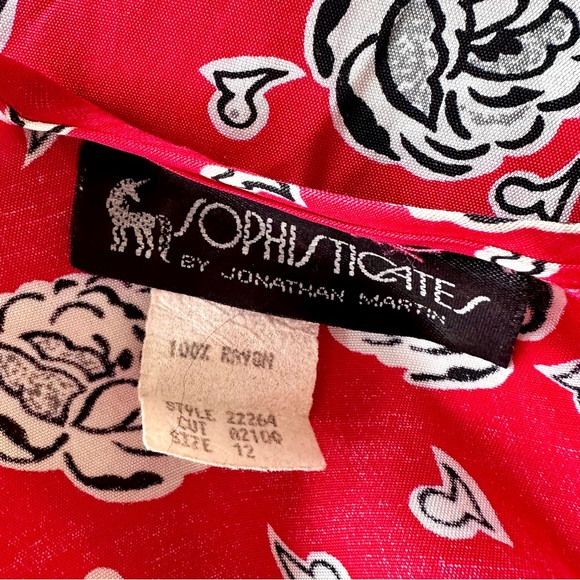 SOPHISTICATES
BY JONATHAN MARTIN
100% RAYON
STYLE 22264
CUT 02100
SIZE 12